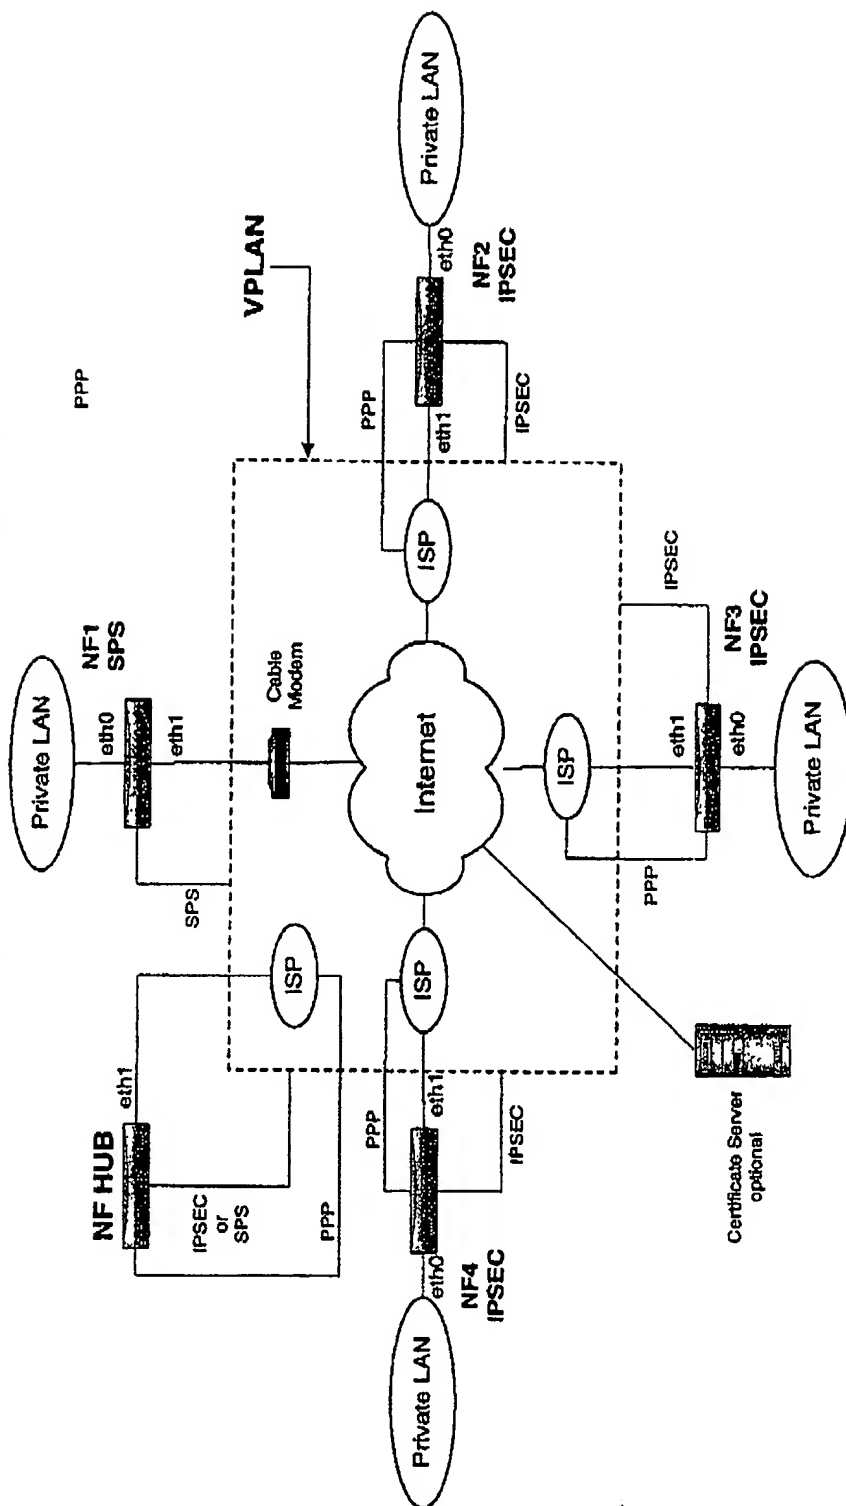 Private LAN
NF1
SPS
eth0
eth1
SPS
Cable
Modem
PPP
VPLAN
NF HUB
eth1
IPSEC
or
SPS
PPP
ISP
Private LAN
eth0
NF4
IPSEC
eth1
PPP
IPSEC
ISP
Internet
ISP
PPP
eth1
IPSEC
eth0
NF2
IPSEC
Private LAN
ISP
PPP
eth1
eth0
IPSEC
NF3
IPSEC
Private LAN
Certificate Server
optional